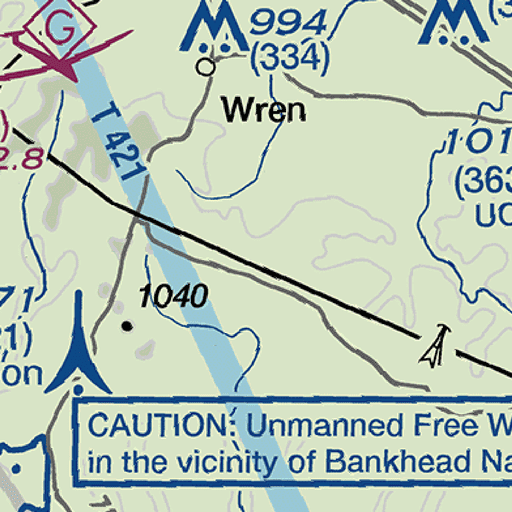 G
994
(334)
Wren
T 421
2.8
101
(363
UC
1040
71
21)
on
CAUTION: Unmanned Free W
in the vicinity of Bankhead Na